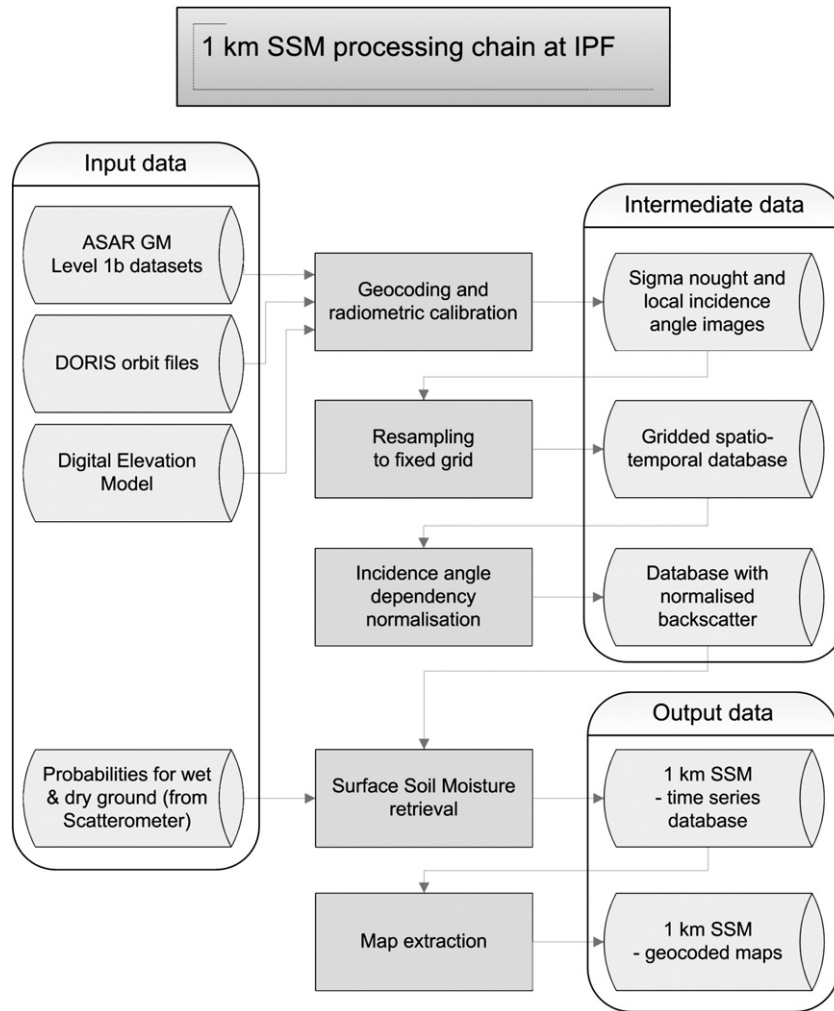 1 km SSM processing chain at IPF
Input data
ASAR GM
Level 1b datasets
DORIS orbit files
Digital Elevation
Model
Probabilities for wet
& dry ground (from
Scatterometer)
Geocoding and
radiometric calibration
Resampling
to fixed grid
Incidence angle
dependency
normalisation
Surface Soil Moisture
retrieval
Map extraction
Intermediate data
Sigma nought and
local incidence
angle images
Gridded spatio-
temporal database
Database with
normalised
backscatter
Output data
1 km SSM
- time series
database
1 km SSM
- geocoded maps